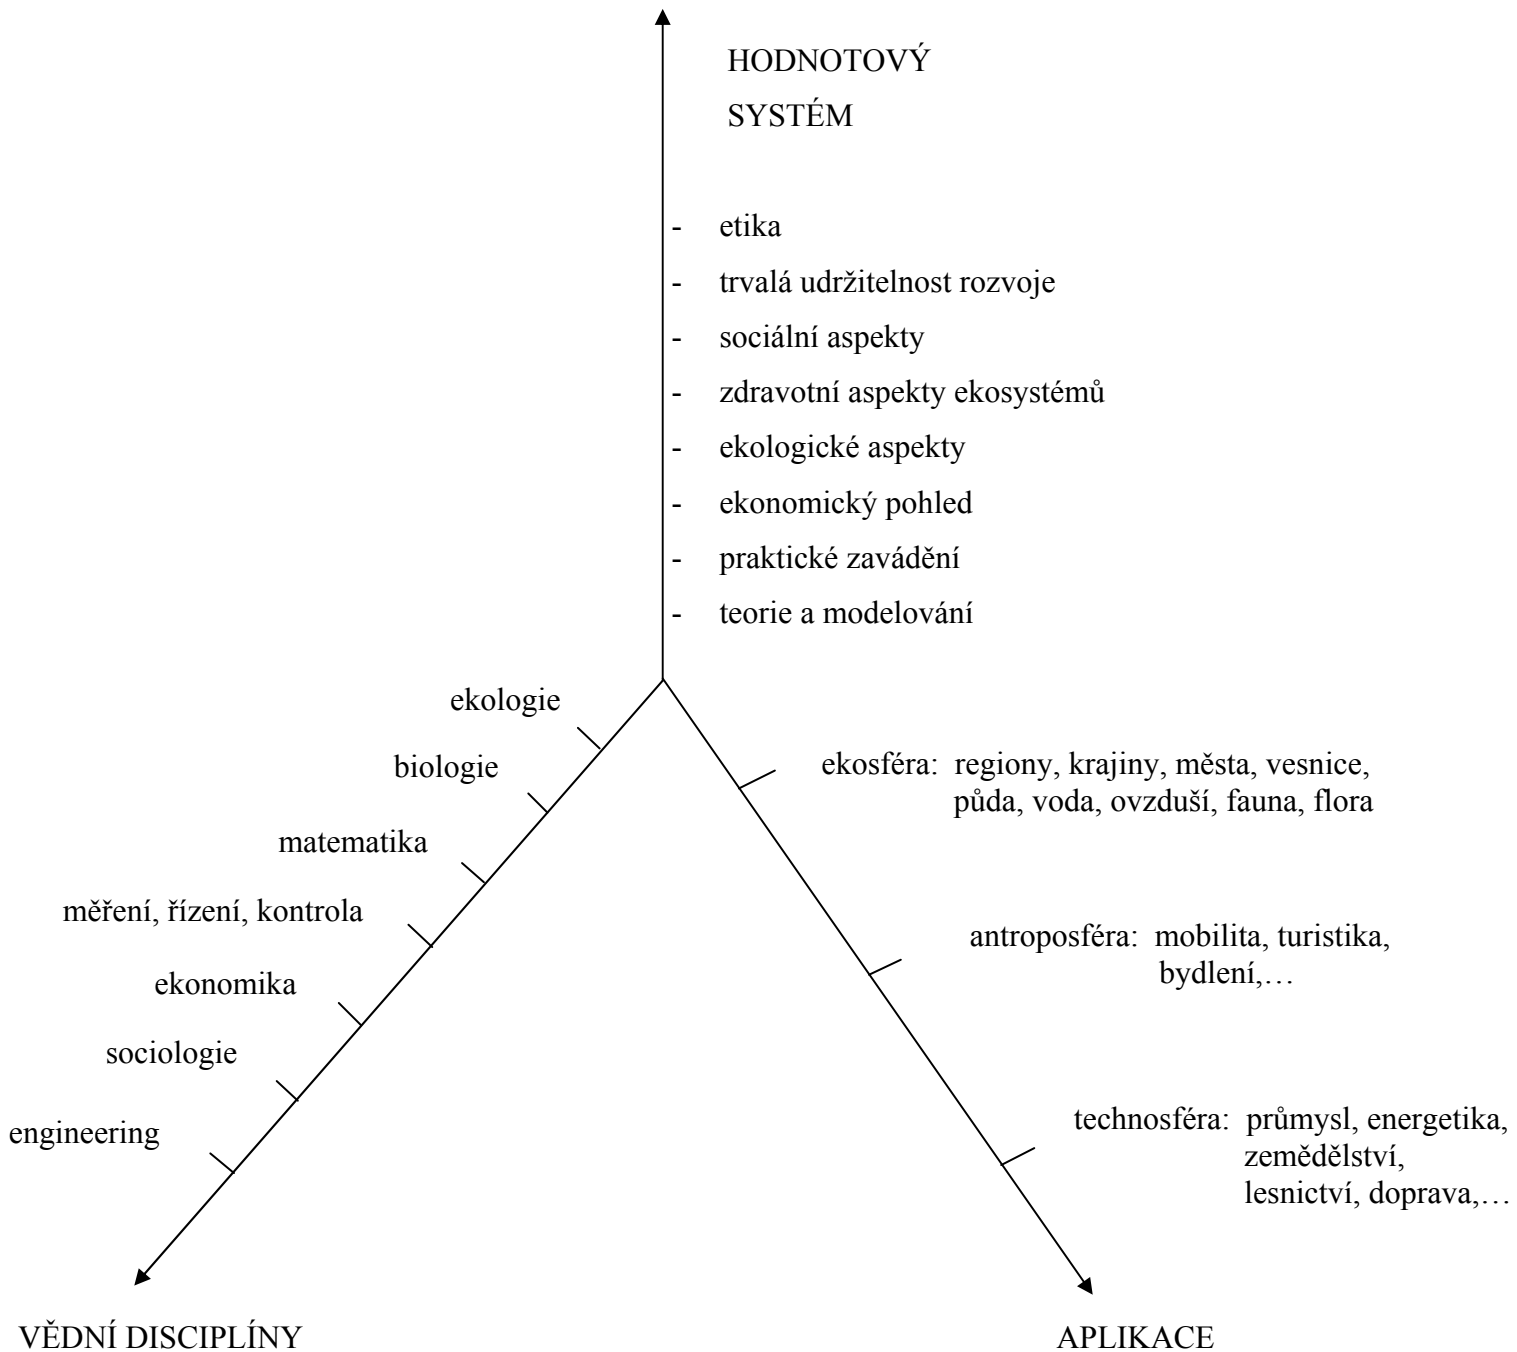 HODNOTOVÝ
SYSTÉM
- etika
- trvalá udržitelnost rozvoje
- sociální aspekty
- zdravotní aspekty ekosystémů
- ekologické aspekty
- ekonomický pohled
- praktické zavádění
- teorie a modelování
ekologie
biologie
matematika
měření, řízení, kontrola
ekonomika
sociologie
engineering
VĚDNÍ DISCIPLÍNY
ekosféra: regiony, krajiny, města, vesnice,
půda, voda, ovzduší, fauna, flora
antroposféra: mobilita, turistika,
bydlení,…
technosféra: průmysl, energetika,
zemědělství,
lesnictví, doprava,…
APLIKACE